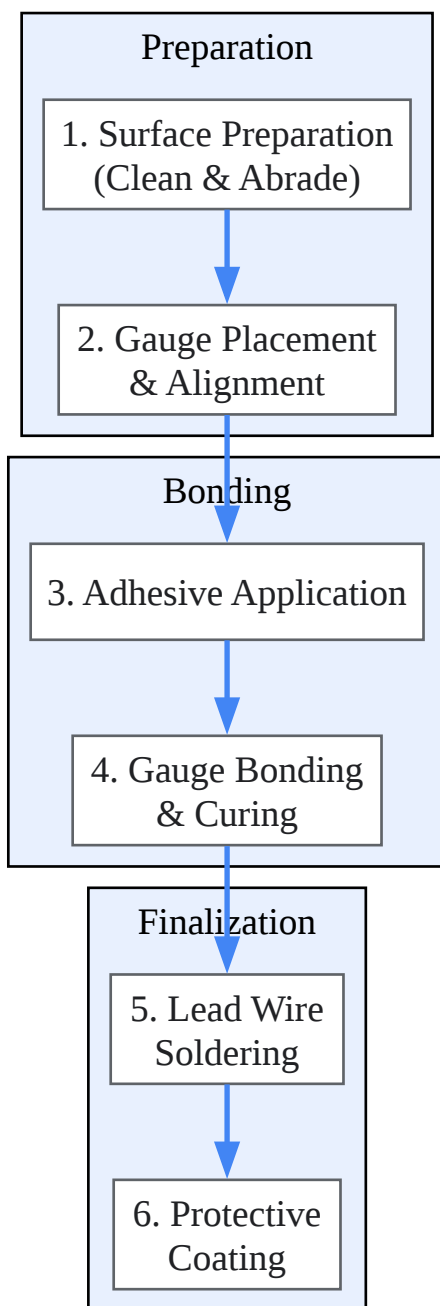 Preparation
1. Surface Preparation
(Clean & Abrade)
2. Gauge Placement
& Alignment
Bonding
3. Adhesive Application
4. Gauge Bonding
& Curing
Finalization
5. Lead Wire
Soldering
6. Protective
Coating